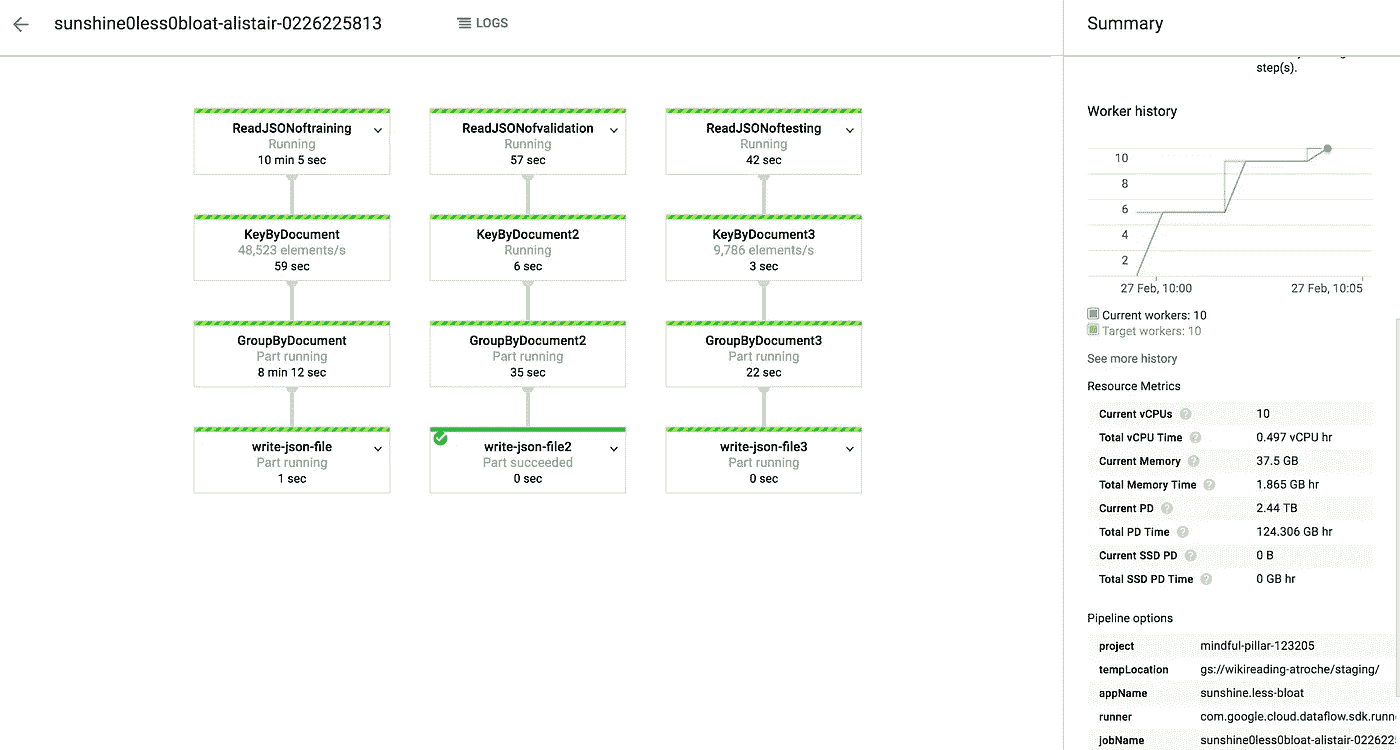 sunshine0less0bloat-alistair-0226225813
LOGS
ReadJSONoftraining
Running
10 min 5 sec
ReadJSONofvalidation
Running
57 sec
ReadJSONoftesting
Running
42 sec
KeyByDocument
48,523 elements/s
59 sec
KeyByDocument2
Running
6 sec
KeyByDocument3
9,786 elements/s
3 sec
GroupByDocument
Part running
8 min 12 sec
GroupByDocument2
Part running
35 sec
GroupByDocument3
Part running
22 sec
write-json-file
Part running
1 sec
write-json-file2
Part succeeded
0 sec
write-json-file3
Part running
0 sec
Summary
step(s).
Worker history
10
8
6
4
2
27 Feb, 10:00
27 Feb, 10:05
Current workers: 10
Target workers: 10
See more history
Resource Metrics
Current vCPUs ? 10
Total vCPU Time ? 0.497 vCPU hr
Current Memory ? 37.5 GB
Total Memory Time ? 1.865 GB hr
Current PD ? 2.44 TB
Total PD Time ? 124.306 GB hr
Current SSD PD ? 0 B
Total SSD PD Time ? 0 GB hr
Pipeline options
project mindful-pillar-123205
tempLocation gs://wikireading-atroche/staging/
appName sunshine.less-bloat
runner com.google.cloud.dataflow.sdk.runn
jobName sunshine0less0bloat-alistair-022622